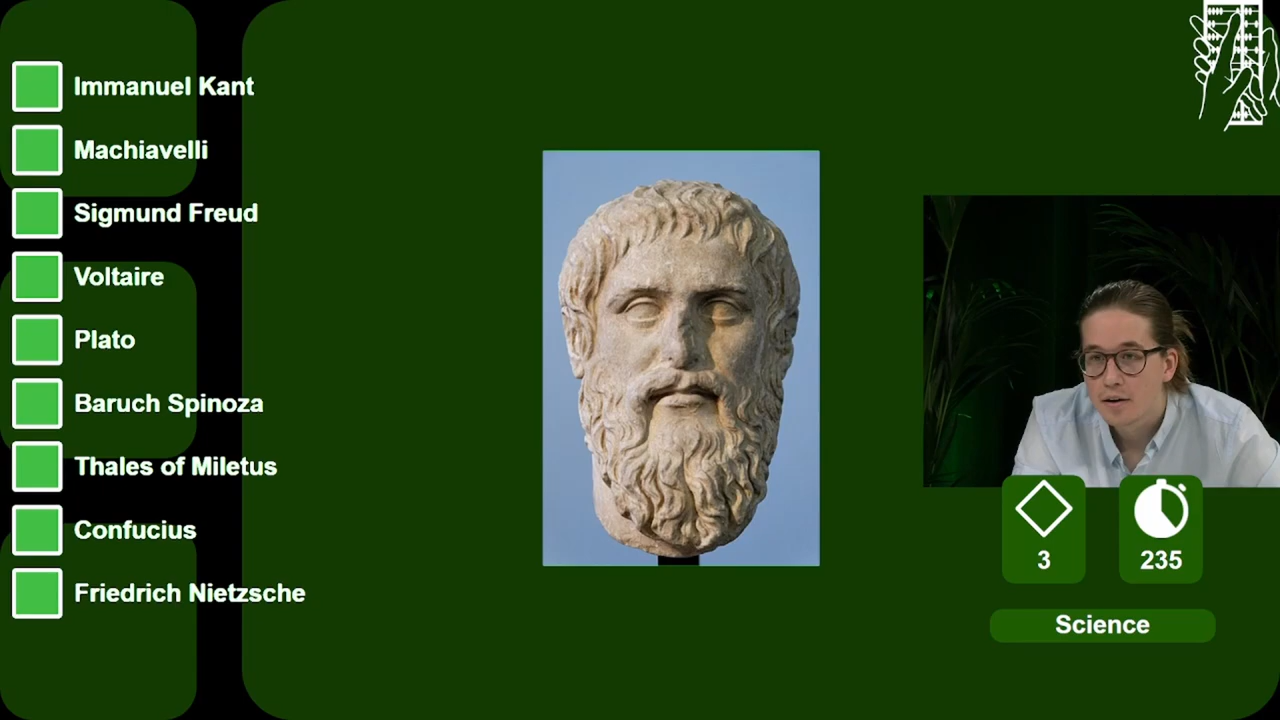 Immanuel Kant
Machiavelli
Sigmund Freud
Voltaire
Plato
Baruch Spinoza
Thales of Miletus
Confucius
Friedrich Nietzsche
3
235
Science